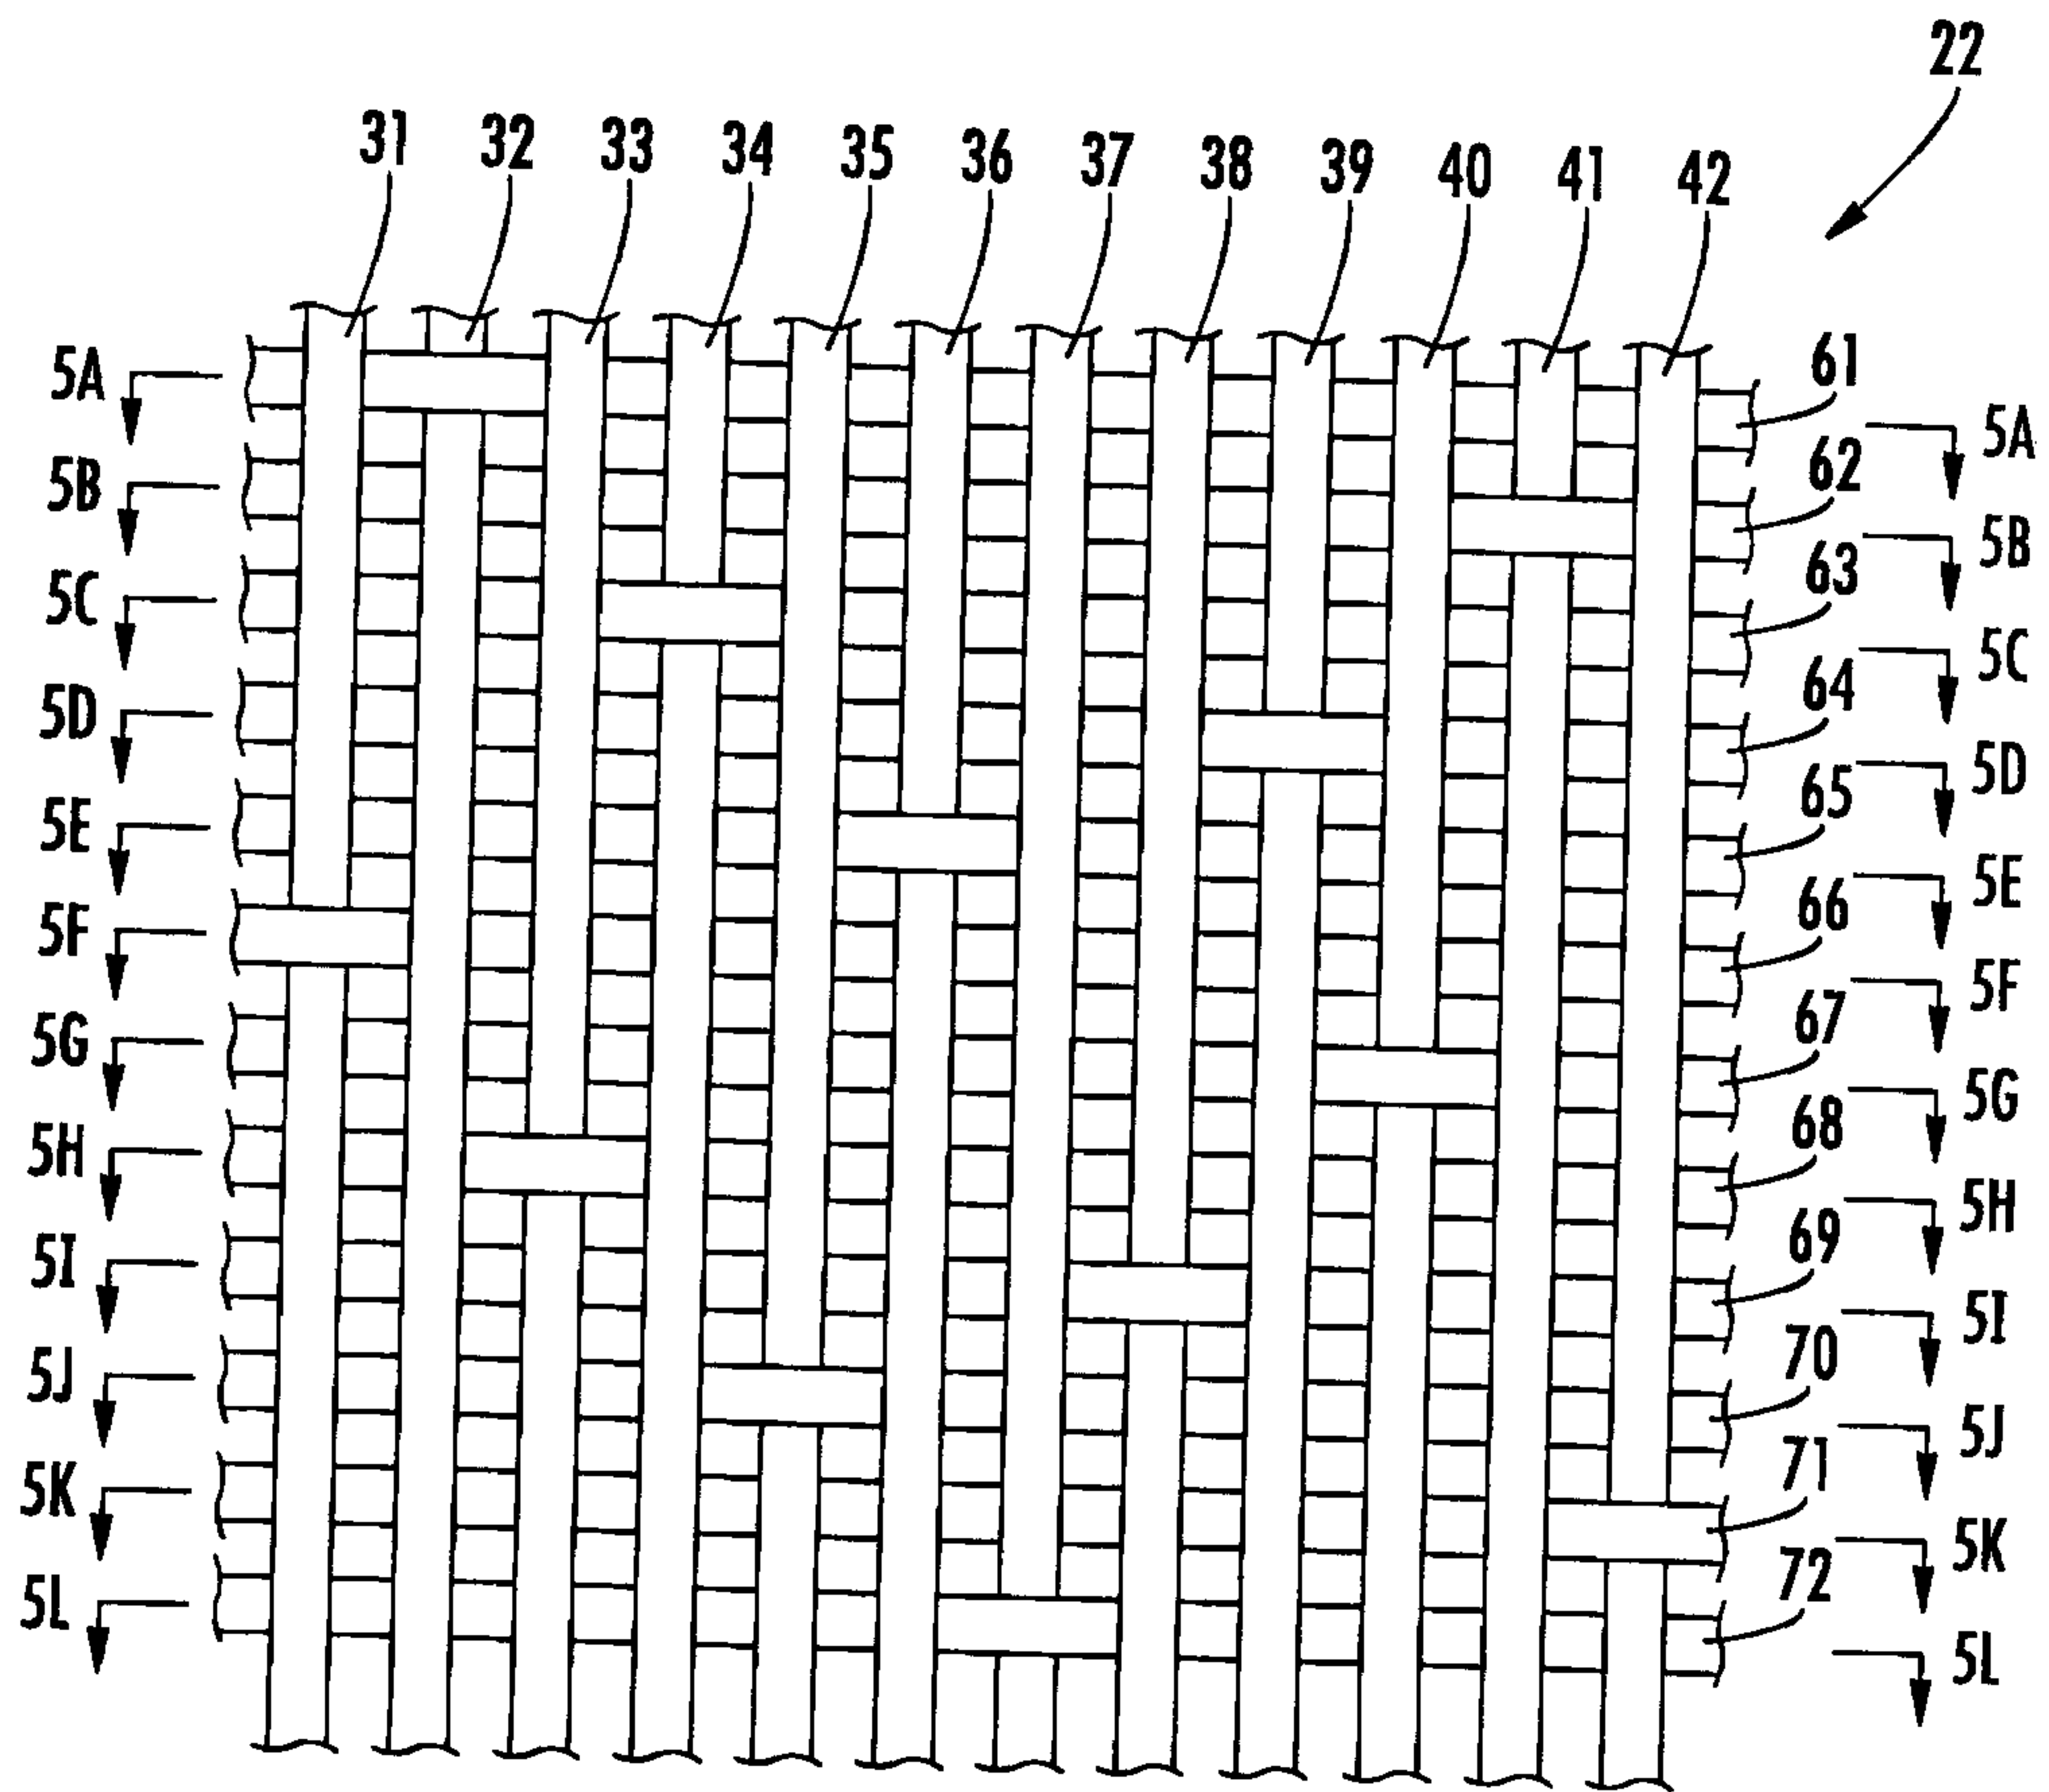 22
31 32 33 34 35 36 37 38 39 40 41 42
5A 61 5A
5B 62 5B
5C 63 5C
5D 64 5D
5E 65 5E
5F 66 5F
5G 67 5G
5H 68 5H
5I 69 5I
5J 70 5J
5K 71 5K
5L 72 5L